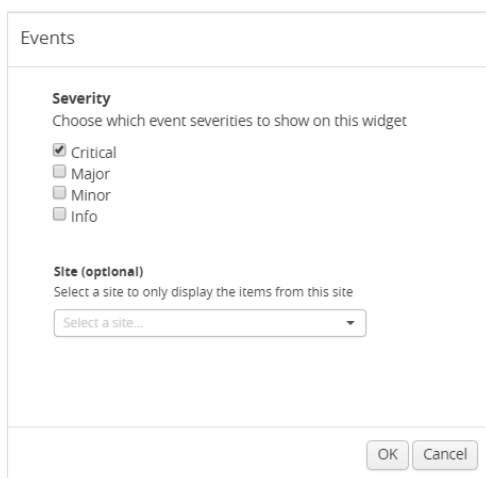 Events
Severity
Choose which event severities to show on this widget
Critical
Major
Minor
Info
Site (optional)
Select a site to only display the items from this site
Select a site...
OK Cancel